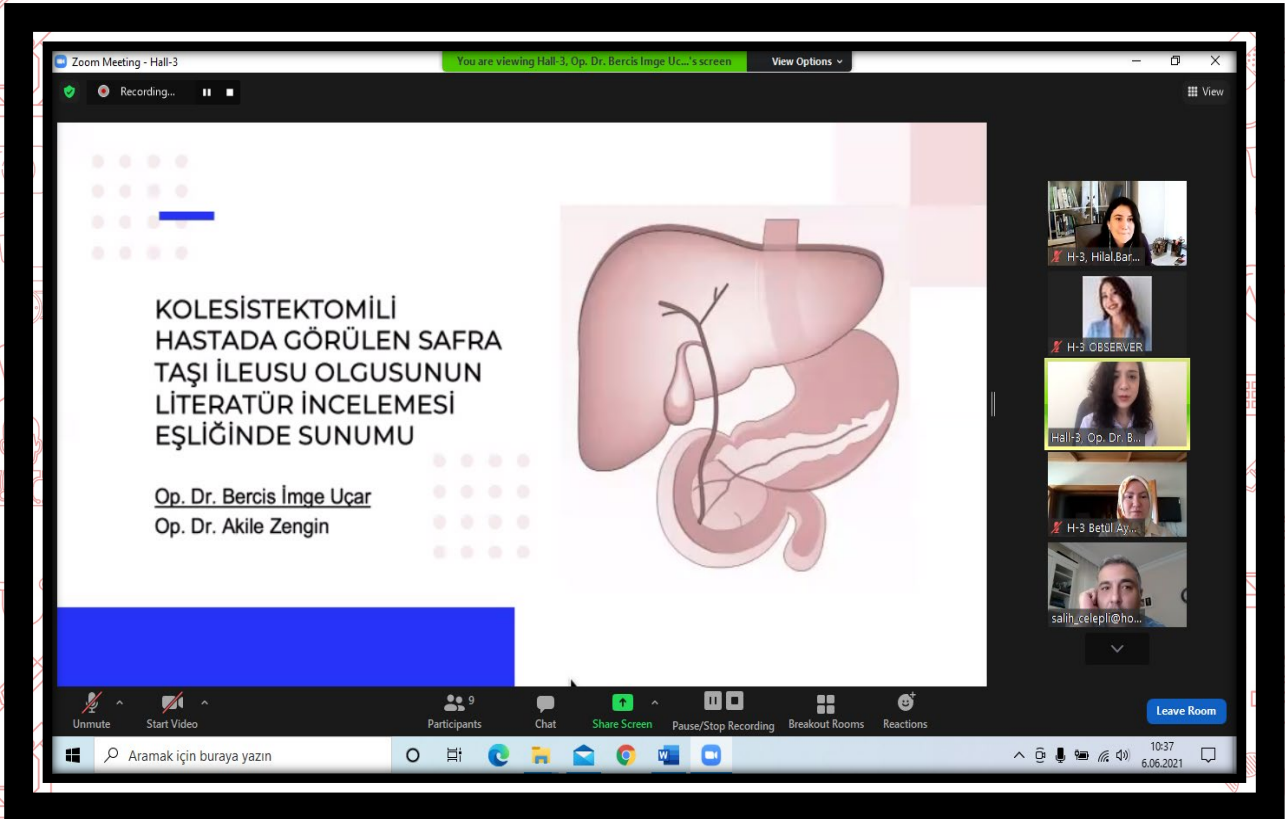 Zoom Meeting - Hall-3
You are viewing Hall-3, Op. Dr. Bercis Imge Uc...'s screen
View Options
Recording...
View
KOLESİSTEKTOMİLİ
HASTADA GÖRÜLEN SAFRA
TAŞI İLEUSU OLGUSUNUN
LİTERATÜR İNCELEMESİ
EŞLİĞİNDE SUNUMU
Op. Dr. Bercis İmge Uçar
Op. Dr. Akile Zengin
H-3, Hilal.Bar...
H-3 OBSERVER
Hall-3, Op. Dr. B...
H-3 Betül Ay...
salih_celepli@ho...
Unmute
Start Video
9
Participants
Chat
Share Screen
Pause/Stop Recording
Breakout Rooms
Reactions
Leave Room
Aramak için buraya yazın
10:37
6.06.2021